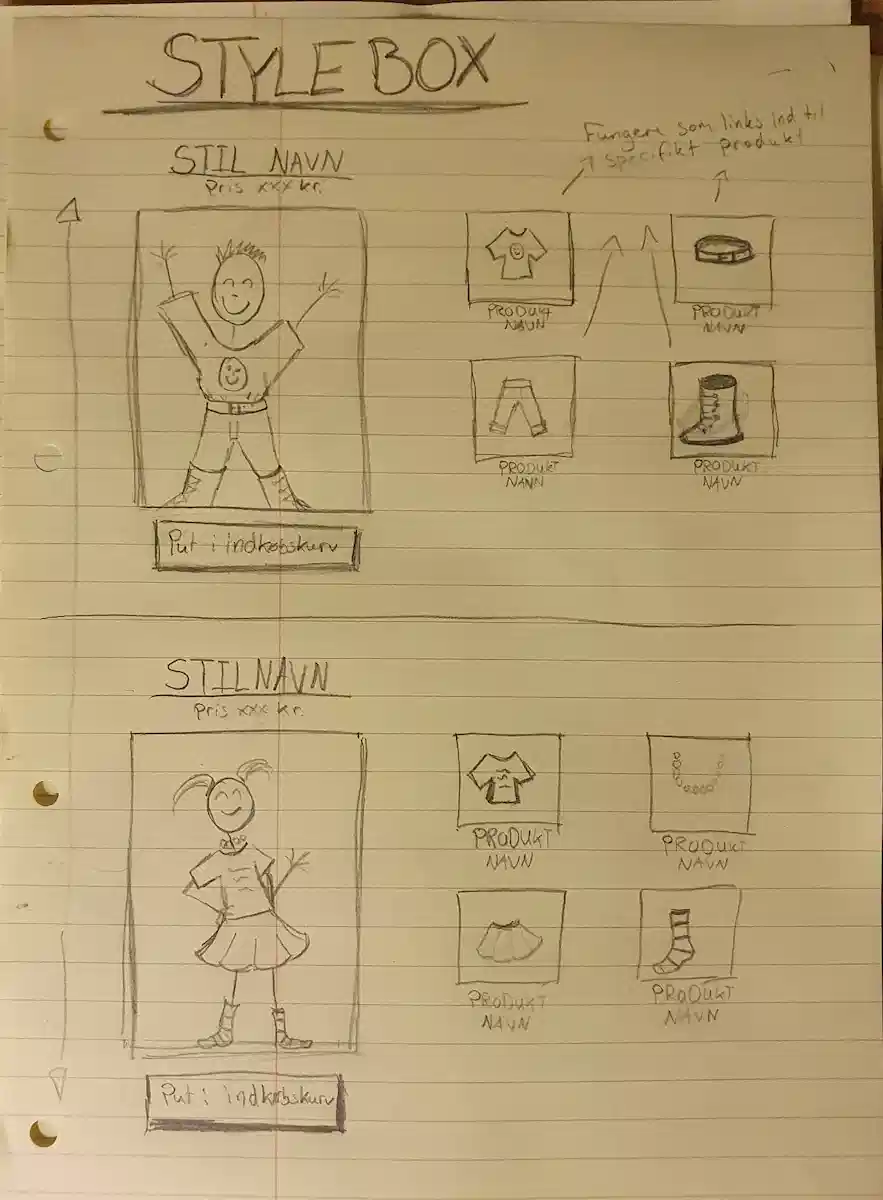 STYLE BOX
Fungere som links ind til
specifikt produkt
STIL NAVN
Pris xxx kr.
PRODUKT
NAVN
PRODUKT
NAVN
PRODUKT
NAVN
PRODUKT
NAVN
Put i indkøbskurv
STILNAVN
Pris xxx kr.
PRODUKT
NAVN
PRODUKT
NAVN
PRODUKT
NAVN
PRODUKT
NAVN
Put i indkøbskurv